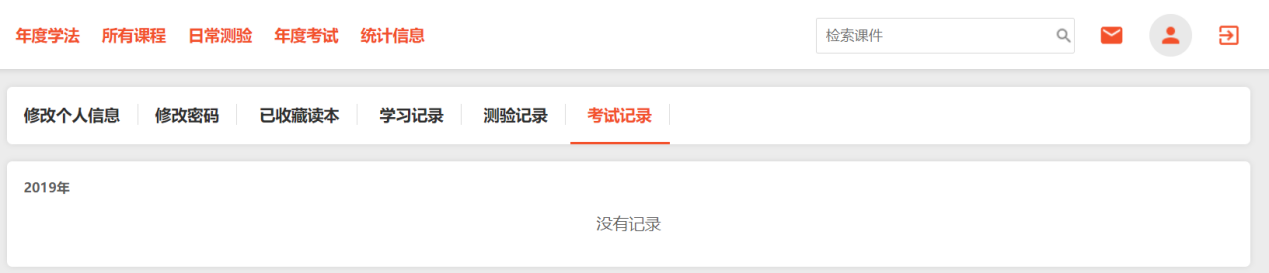 年度学法 所有课程 日常测验 年度考试 统计信息 检索课件
修改个人信息 修改密码 已收藏读本 学习记录 测验记录 考试记录
2019年
没有记录